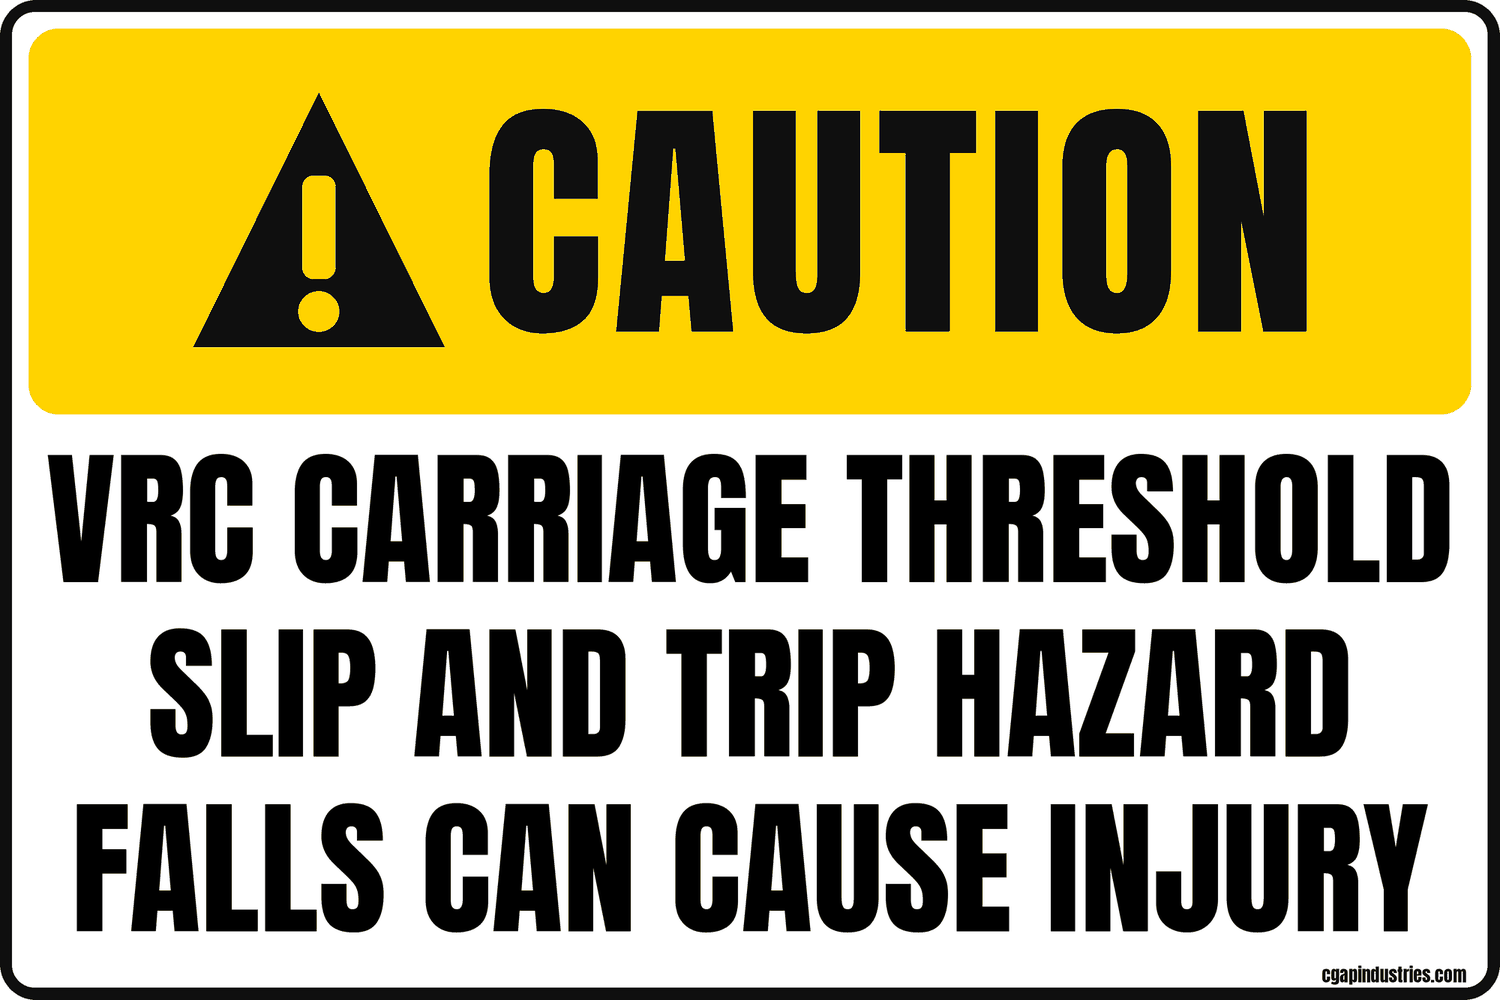 CAUTION
VRC CARRIAGE THRESHOLD
SLIP AND TRIP HAZARD
FALLS CAN CAUSE INJURY
cgapindustries.com